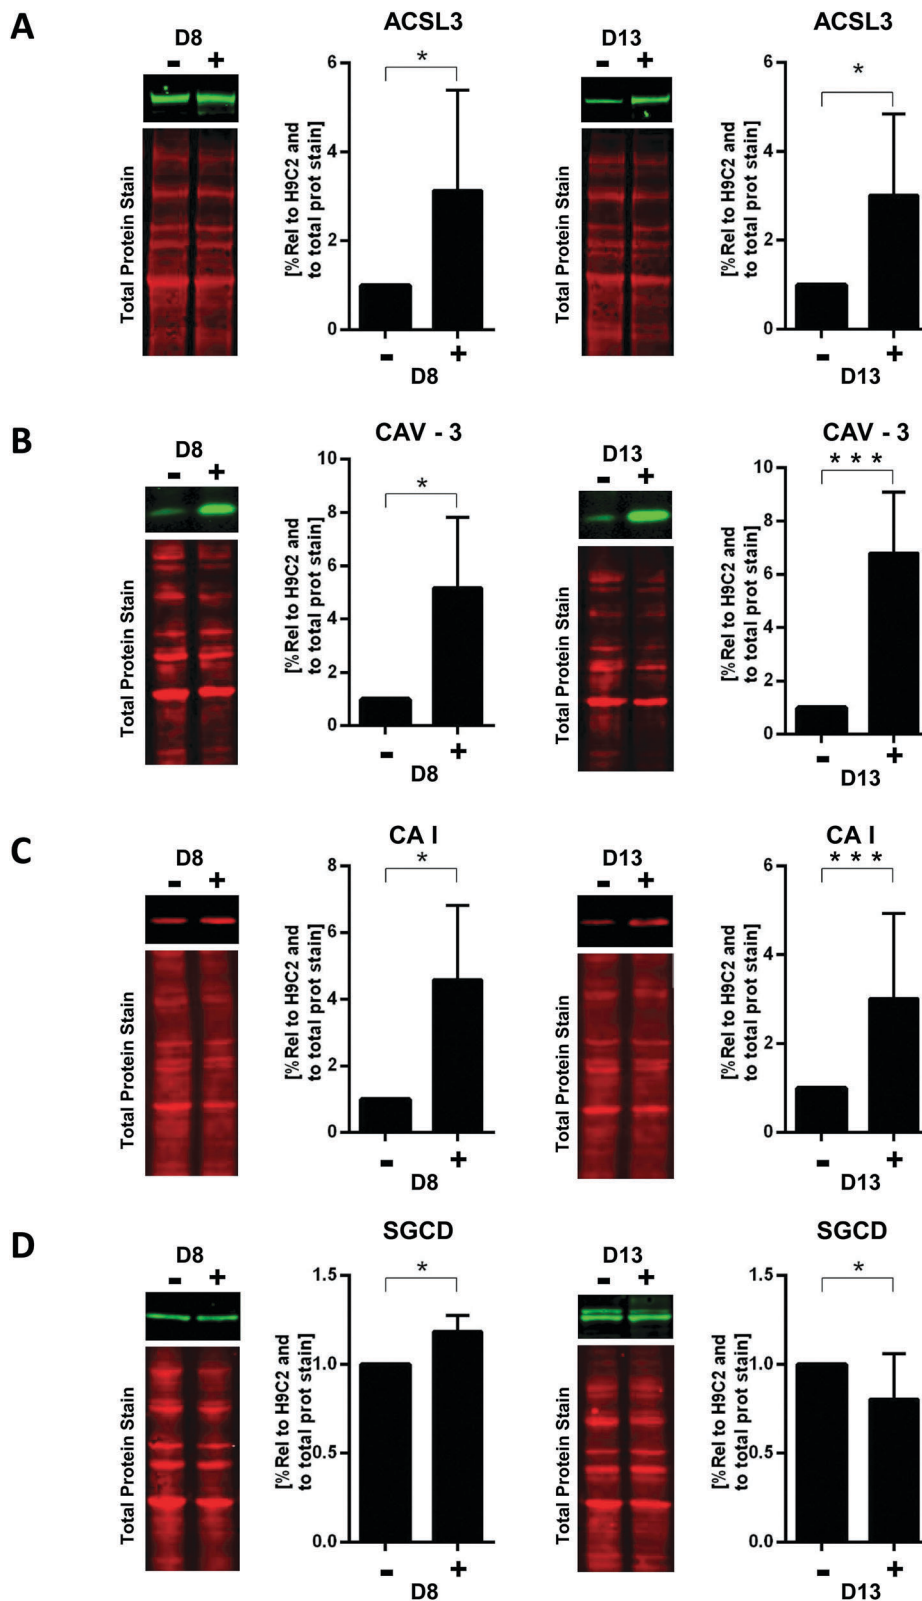 A
D8
- +
Total Protein Stain
ACSL3
*
[%Rel to H9C2 and
to total prot stain]
6
4
2
0
- +
D8
D13
- +
Total Protein Stain
ACSL3
*
[%Rel to H9C2 and
to total prot stain]
6
4
2
0
- +
D13
B
D8
- +
Total Protein Stain
CAV - 3
*
[%Rel to H9C2 and
to total prot stain]
10
8
6
4
2
0
- +
D8
D13
- +
Total Protein Stain
CAV - 3
* * *
[%Rel to H9C2 and
to total prot stain]
10
8
6
4
2
0
- +
D13
C
D8
- +
Total Protein Stain
CA I
*
[%Rel to H9C2 and
to total prot stain]
8
6
4
2
0
- +
D8
D13
- +
Total Protein Stain
CA I
* * *
[%Rel to H9C2 and
to total prot stain]
6
4
2
0
- +
D13
D
D8
- +
Total Protein Stain
SGCD
*
[%Rel to H9C2 and
to total prot stain]
1.5
1.0
0.5
0.0
- +
D8
D13
- +
Total Protein Stain
SGCD
*
[%Rel to H9C2 and
to total prot stain]
1.5
1.0
0.5
0.0
- +
D13